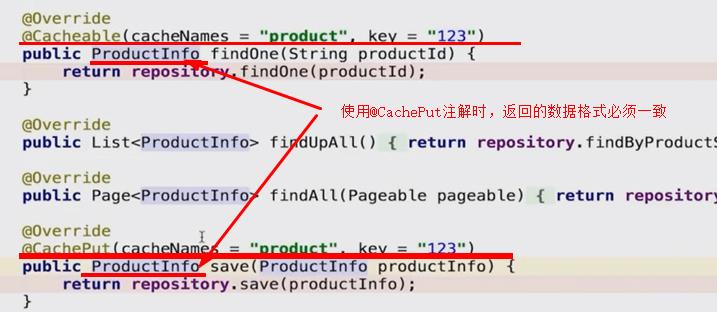 @Override
@Cacheable(cacheNames = "product", key = "123")
public ProductInfo findOne(String productId) {
return repository.findOne(productId);
}
使用@CachePut注解时，返回的数据格式必须一致
@Override
public List<ProductInfo> findUpAll() { return repository.findByProductS
@Override
public Page<ProductInfo> findAll(Pageable pageable) { return repository
@Override
@CachePut(cacheNames = "product", key = "123")
public ProductInfo save(ProductInfo productInfo) {
return repository.save(productInfo);
}